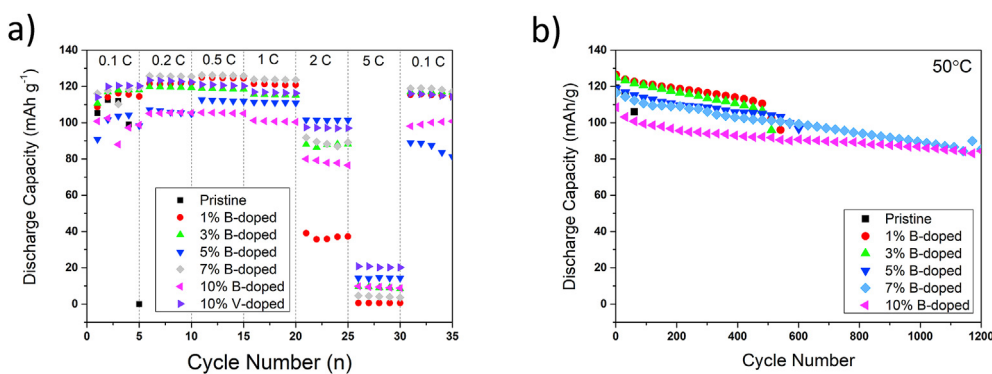 a)
0.1 C 0.2 C 0.5 C 1 C 2 C 5 C 0.1 C
Discharge Capacity (mAh g⁻¹)
140
120
100
80
60
40
20
0
Pristine
1% B-doped
3% B-doped
5% B-doped
7% B-doped
10% B-doped
10% V-doped
0 5 10 15 20 25 30 35
Cycle Number (n)
b)
50°C
Discharge Capacity (mAh/g)
140
120
100
80
60
40
20
0
Pristine
1% B-doped
3% B-doped
5% B-doped
7% B-doped
10% B-doped
0 200 400 600 800 1000 1200
Cycle Number